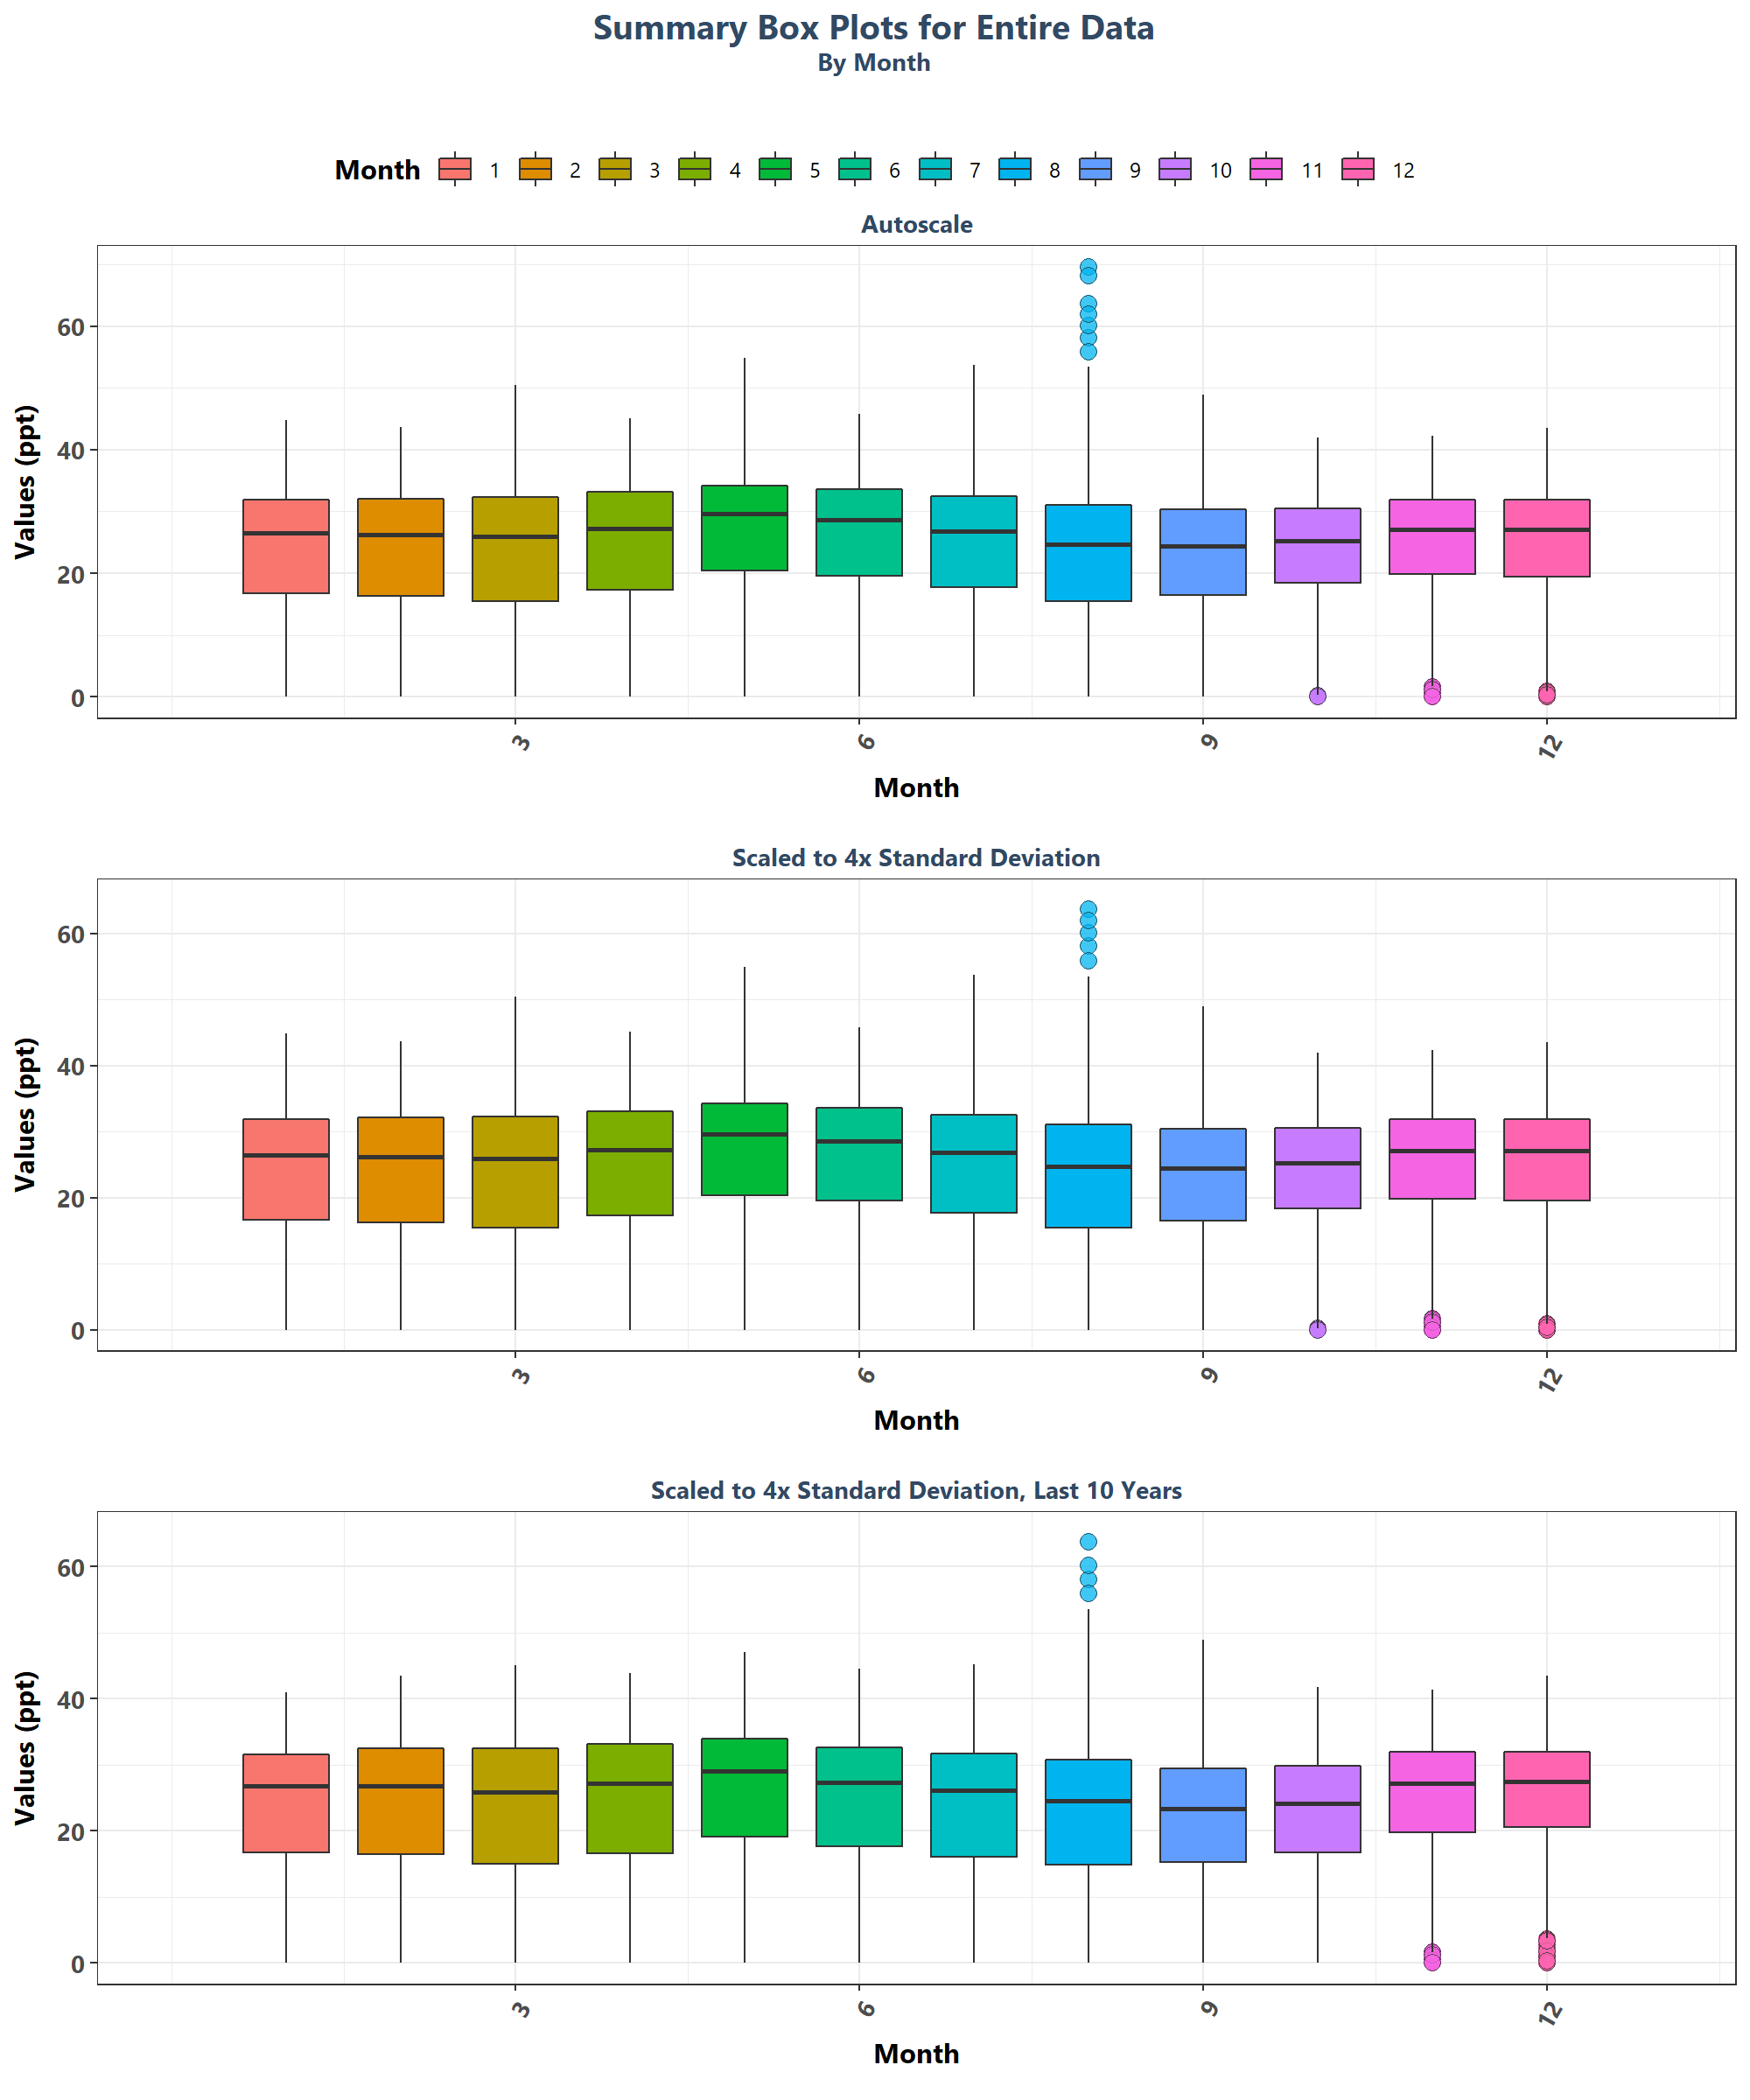 Summary Box Plots for Entire Data
By Month
Month 1 2 3 4 5 6 7 8 9 10 11 12
Autoscale
Values (ppt)
60
40
20
0
3 6 9 12
Month
Scaled to 4x Standard Deviation
Values (ppt)
60
40
20
0
3 6 9 12
Month
Scaled to 4x Standard Deviation, Last 10 Years
Values (ppt)
60
40
20
0
3 6 9 12
Month